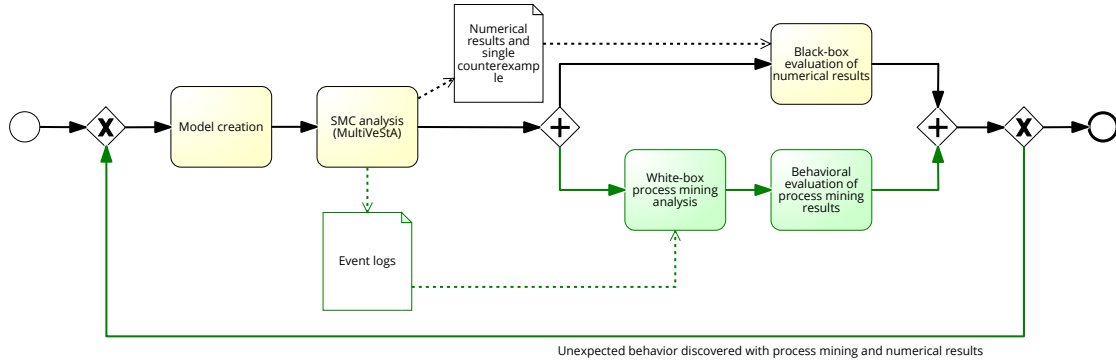 Numerical
results and
single
counterexamp
le
Black-box
evaluation of
numerical results
Model creation
SMC analysis
(MultiVeStA)
White-box
process mining
analysis
Behavioral
evaluation of
process mining
results
Event logs
Unexpected behavior discovered with process mining and numerical results